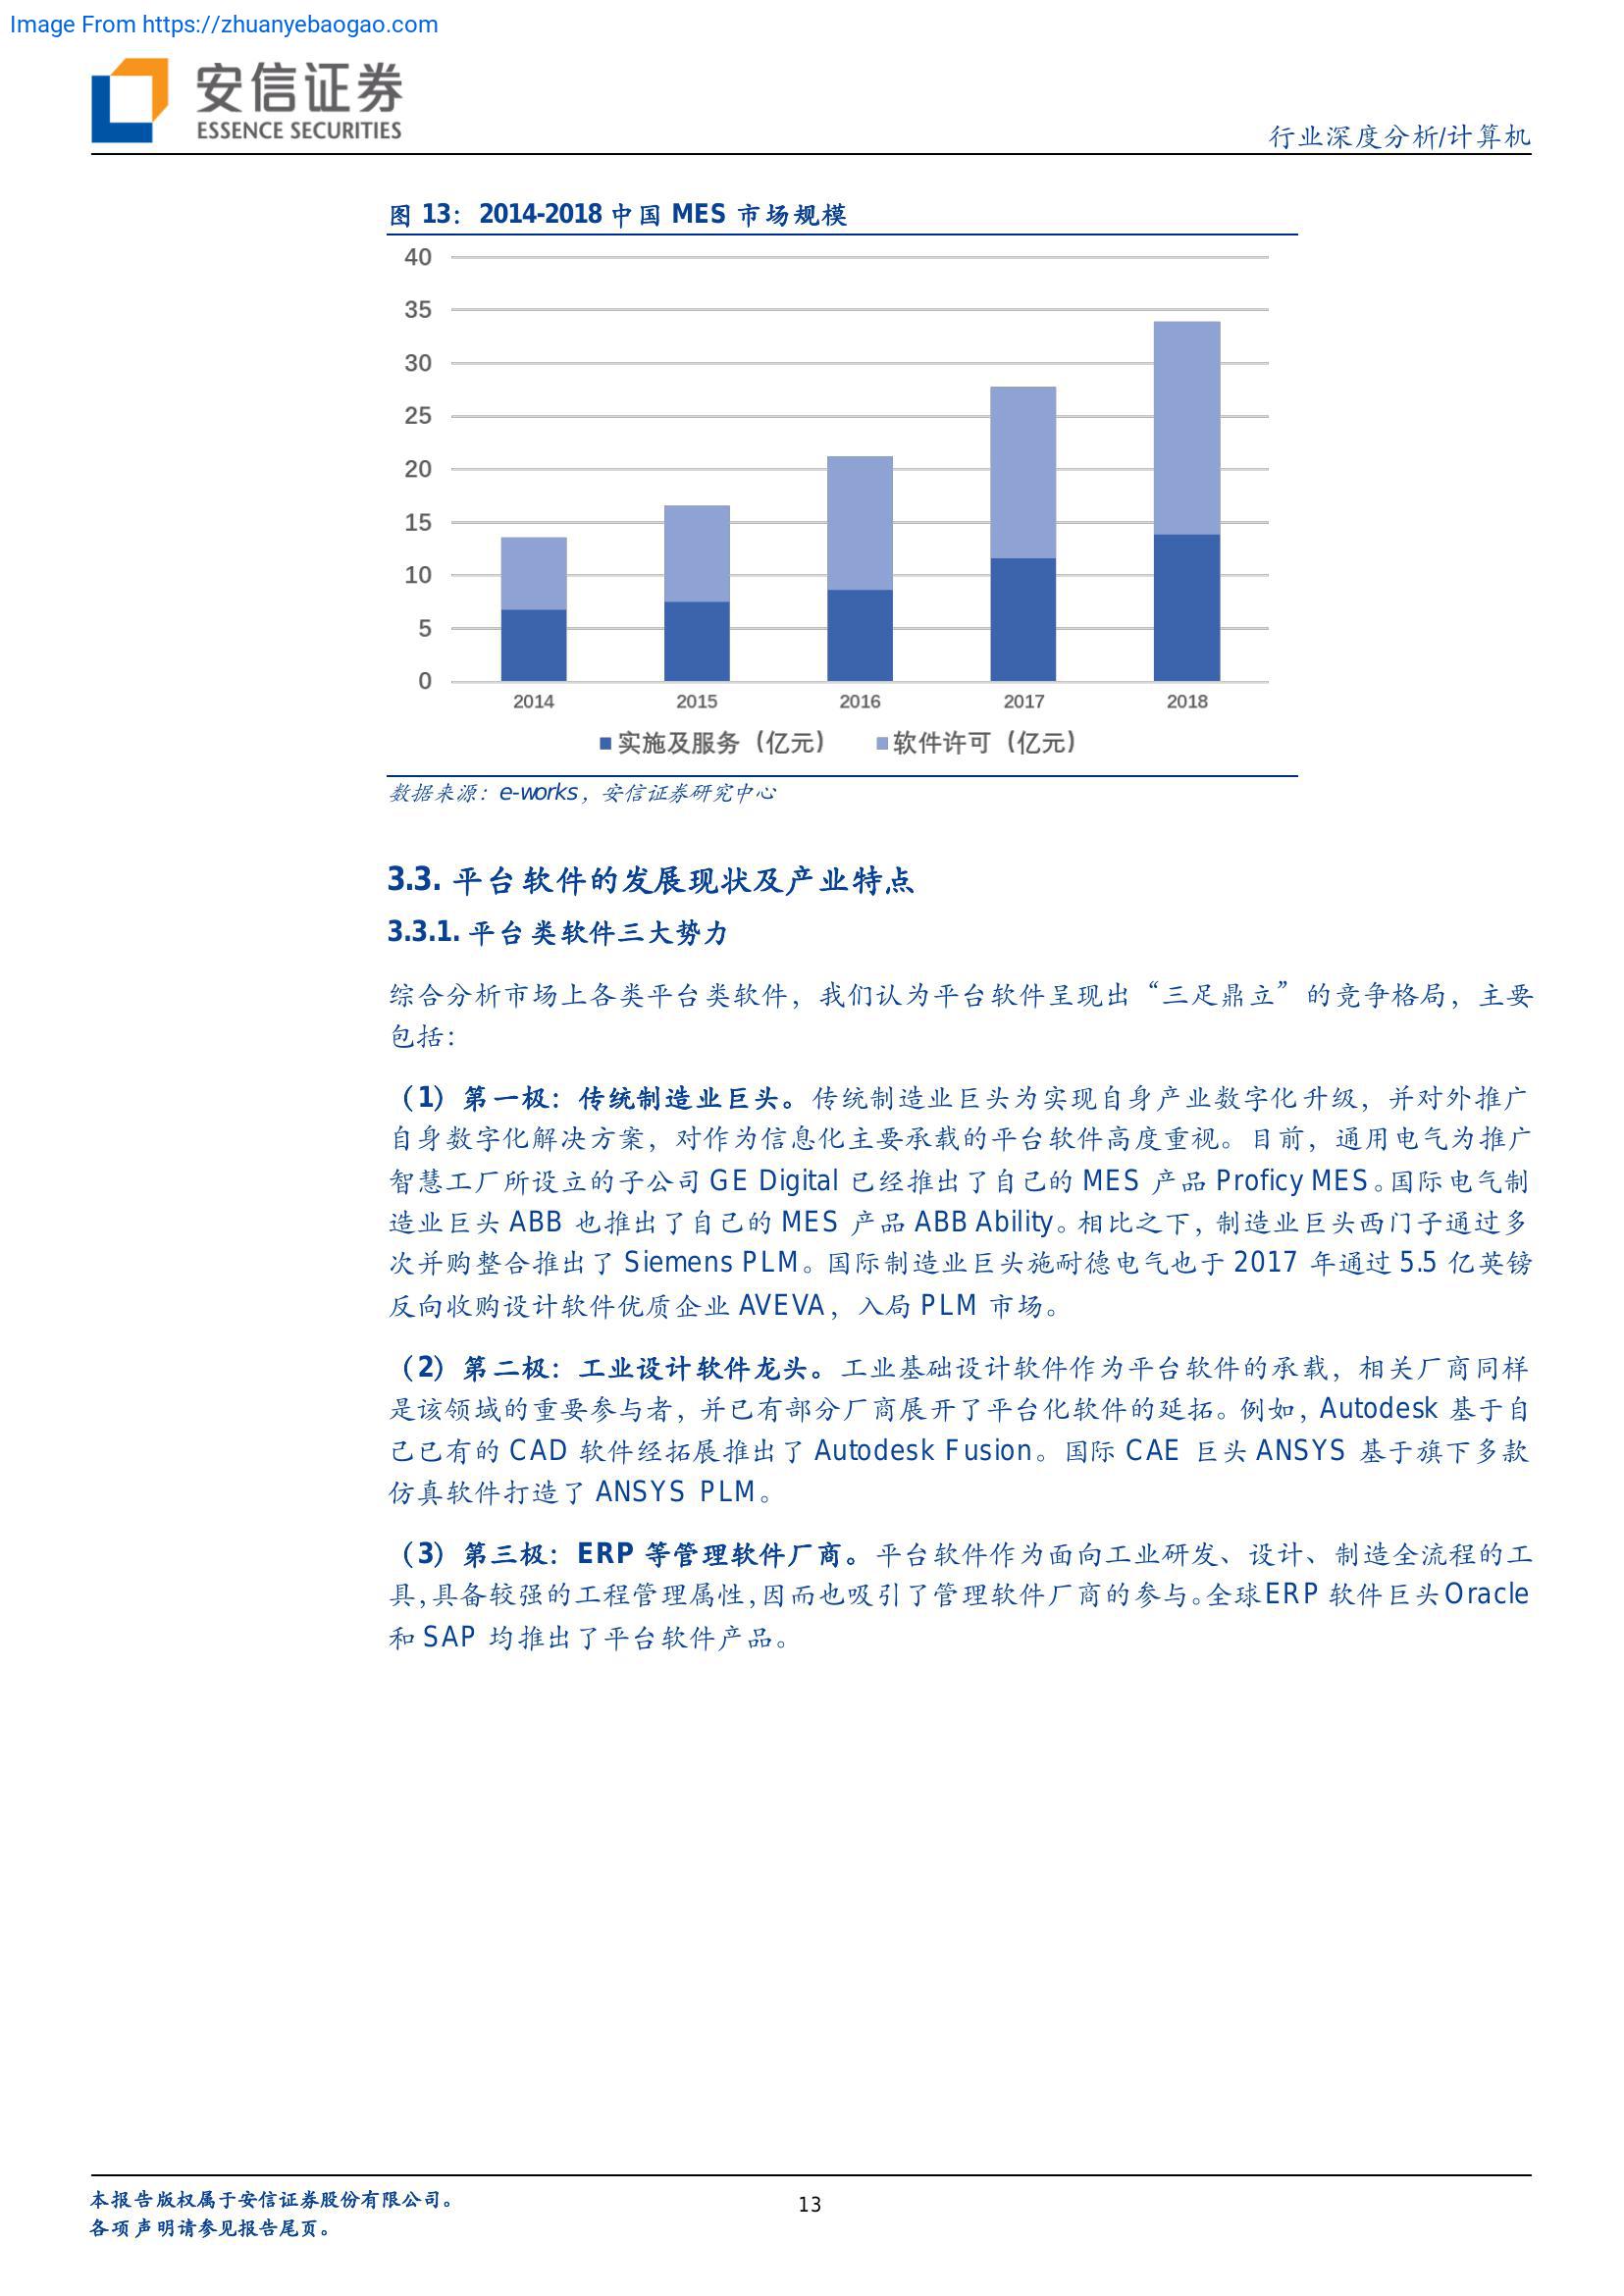 Image From https://zhuanyebaogao.com
安信证券
ESSENCE SECURITIES
行业深度分析/计算机
图 13：2014-2018 中国 MES 市场规模
40
35
30
25
20
15
10
5
0
2014 2015 2016 2017 2018
实施及服务（亿元） 软件许可（亿元）
数据来源：e-works，安信证券研究中心
3.3. 平台软件的发展现状及产业特点
3.3.1. 平台类软件三大势力
综合分析市场上各类平台类软件，我们认为平台软件呈现出“三足鼎立”的竞争格局，主要
包括：
（1）第一极：传统制造业巨头。传统制造业巨头为实现自身产业数字化升级，并对外推广
自身数字化解决方案，对作为信息化主要承载的平台软件高度重视。目前，通用电气为推广
智慧工厂所设立的子公司 GE Digital 已经推出了自己的 MES 产品 Proficy MES。国际电气制
造业巨头 ABB 也推出了自己的 MES 产品 ABB Ability。相比之下，制造业巨头西门子通过多
次并购整合推出了 Siemens PLM。国际制造业巨头施耐德电气也于 2017 年通过 5.5 亿英镑
反向收购设计软件优质企业 AVEVA，入局 PLM 市场。
（2）第二极：工业设计软件龙头。工业基础设计软件作为平台软件的承载，相关厂商同样
是该领域的重要参与者，并已有部分厂商展开了平台化软件的延拓。例如，Autodesk 基于自
己已有的 CAD 软件经拓展推出了 Autodesk Fusion。国际 CAE 巨头 ANSYS 基于旗下多款
仿真软件打造了 ANSYS PLM。
（3）第三极：ERP 等管理软件厂商。平台软件作为面向工业研发、设计、制造全流程的工
具，具备较强的工程管理属性，因而也吸引了管理软件厂商的参与。全球 ERP 软件巨头 Oracle
和 SAP 均推出了平台软件产品。
本报告版权属于安信证券股份有限公司。
13
各项声明请参见报告尾页。